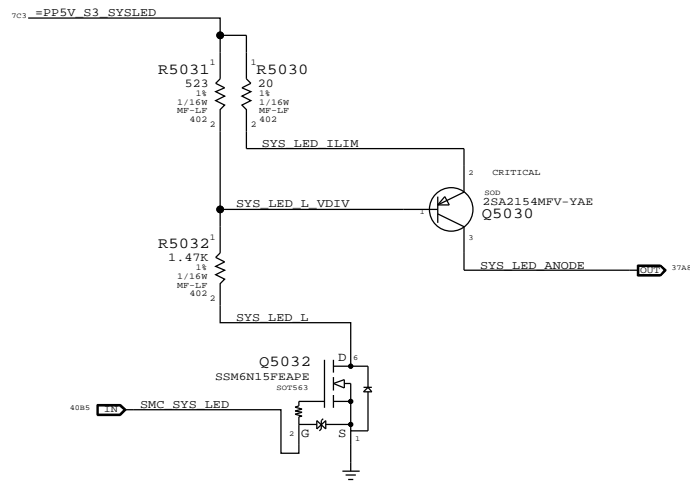 7C3 =PP5V_S3_SYSLED
1
R5031
523
1%
1/16W
MF-LF
402
2
1
R5030
20
1%
1/16W
MF-LF
402
2
SYS_LED_ILIM
2 CRITICAL
SOD
2SA2154MFV-YAE
Q5030
1
3
SYS_LED_L_VDIV
1
R5032
1.47K
1%
1/16W
MF-LF
402
2
SYS_LED_ANODE
OUT 37A8
SYS_LED_L
Q5032
SSM6N15FEAPE
SOT563
D 6
40B5 IN SMC_SYS_LED
2 G S 1